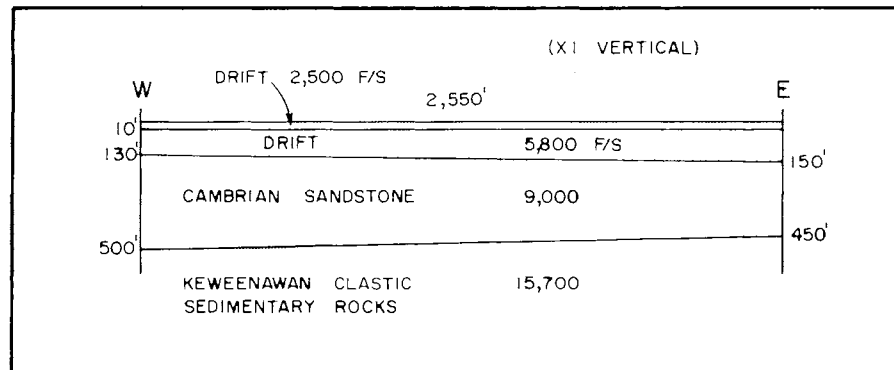 (X1 VERTICAL)
DRIFT 2,500 F/S
W 2,550' E
10'
DRIFT 5,800 F/S
130' 150'
CAMBRIAN SANDSTONE 9,000
500' 450'
KEWEENAWAN CLASTIC 15,700
SEDIMENTARY ROCKS